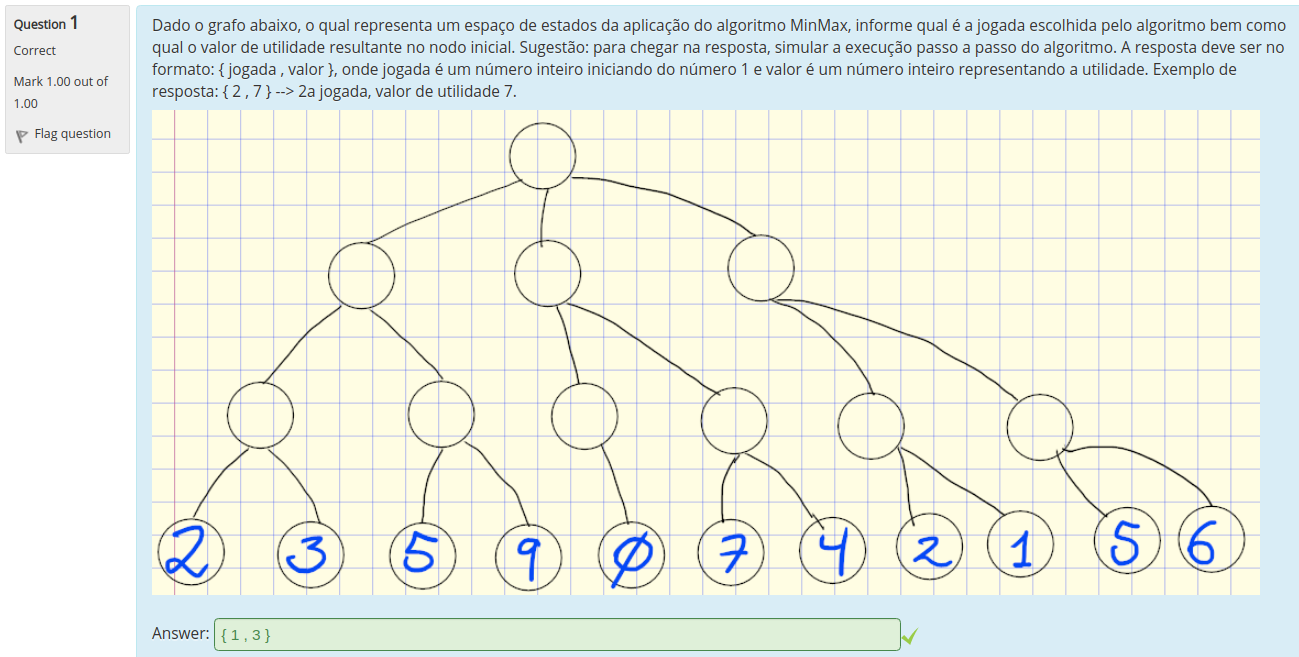 Question 1
Correct
Mark 1.00 out of
1.00
Flag question
Dado o grafo abaixo, o qual representa um espaço de estados da aplicação do algoritmo MinMax, informe qual é a jogada escolhida pelo algoritmo bem como
qual o valor de utilidade resultante no nodo inicial. Sugestão: para chegar na resposta, simular a execução passo a passo do algoritmo. A resposta deve ser no
formato: { jogada , valor }, onde jogada é um número inteiro iniciando do número 1 e valor é um número inteiro representando a utilidade. Exemplo de
resposta: { 2 , 7 } --> 2a jogada, valor de utilidade 7.
2 3 5 9 0 7 4 2 1 5 6
Answer: { 1 , 3 }